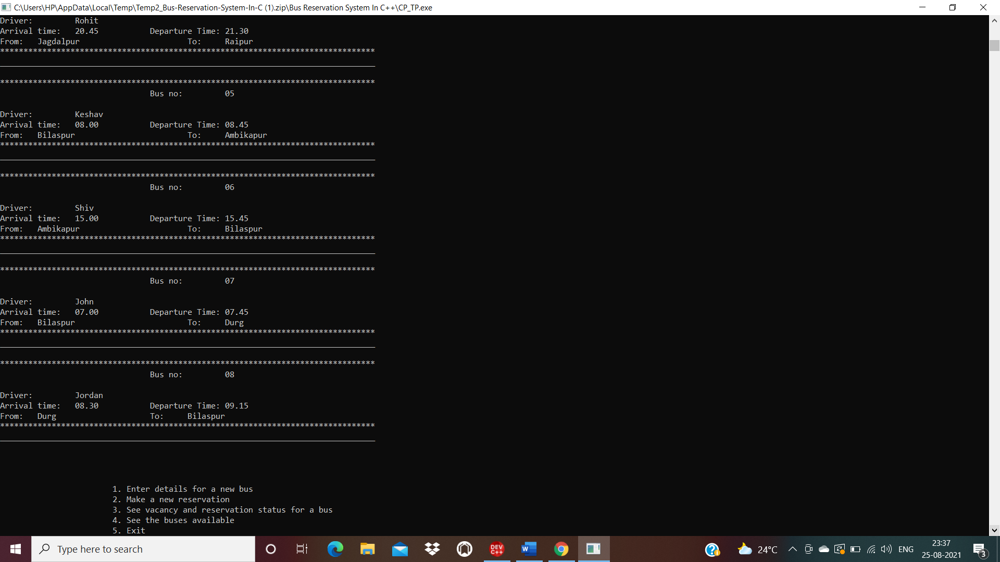 C:\Users\HP\AppData\Local\Temp\Temp2_Bus-Reservation-System-In-C (1).zip\Bus Reservation System In C++\CP_TP.exe
Driver: Rohit
Arrival time: 20.45 Departure Time: 21.30
From: Jagdalpur To: Raipur
********************************************************************************
________________________________________________________________________________
********************************************************************************
Bus no: 05
Driver: Keshav
Arrival time: 08.00 Departure Time: 08.45
From: Bilaspur To: Ambikapur
********************************************************************************
________________________________________________________________________________
********************************************************************************
Bus no: 06
Driver: Shiv
Arrival time: 15.00 Departure Time: 15.45
From: Ambikapur To: Bilaspur
********************************************************************************
________________________________________________________________________________
********************************************************************************
Bus no: 07
Driver: John
Arrival time: 07.00 Departure Time: 07.45
From: Bilaspur To: Durg
********************************************************************************
________________________________________________________________________________
********************************************************************************
Bus no: 08
Driver: Jordan
Arrival time: 08.30 Departure Time: 09.15
From: Durg To: Bilaspur
********************************************************************************
________________________________________________________________________________
1. Enter details for a new bus
2. Make a new reservation
3. See vacancy and reservation status for a bus
4. See the buses available
5. Exit
Type here to search
DEV
C++
W
24°C
ENG
23:37
25-08-2021
3